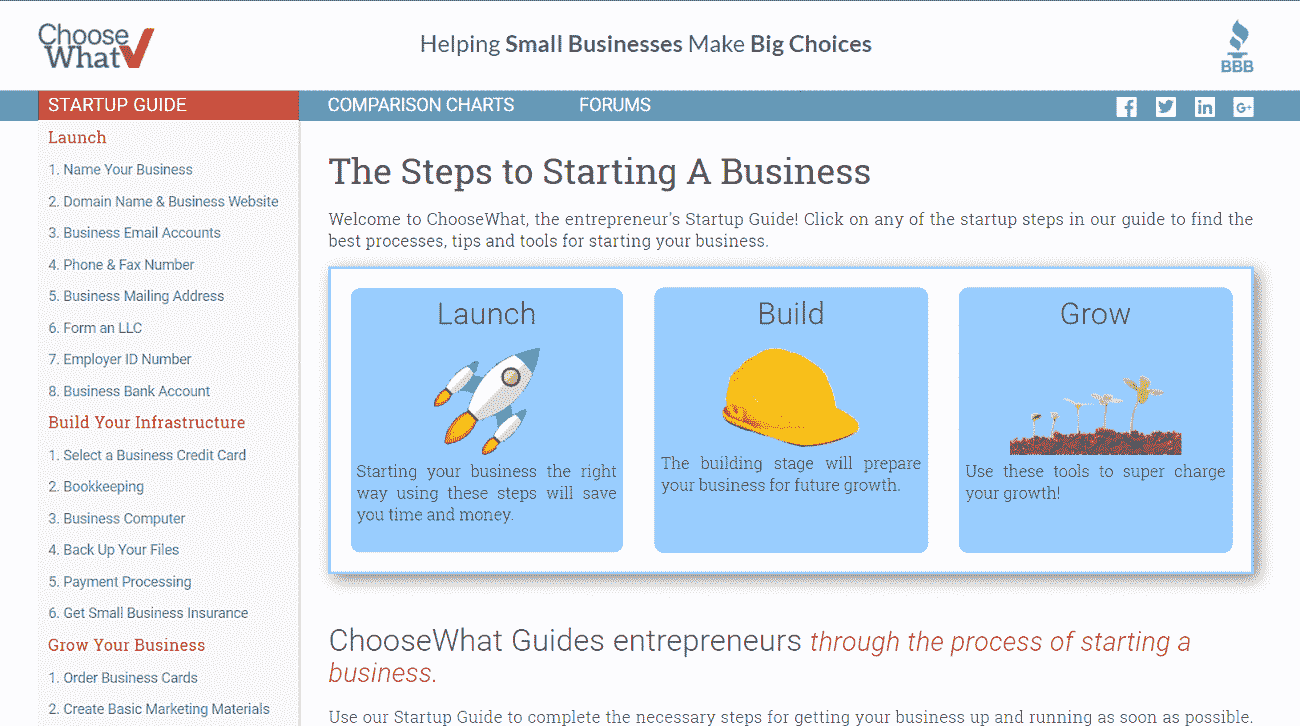 Choose
What
Helping Small Businesses Make Big Choices
BBB
STARTUP GUIDE
COMPARISON CHARTS
FORUMS
Launch
1. Name Your Business
2. Domain Name & Business Website
3. Business Email Accounts
4. Phone & Fax Number
5. Business Mailing Address
6. Form an LLC
7. Employer ID Number
8. Business Bank Account
Build Your Infrastructure
1. Select a Business Credit Card
2. Bookkeeping
3. Business Computer
4. Back Up Your Files
5. Payment Processing
6. Get Small Business Insurance
Grow Your Business
1. Order Business Cards
2. Create Basic Marketing Materials
The Steps to Starting A Business
Welcome to ChooseWhat, the entrepreneur's Startup Guide! Click on any of the startup steps in our guide to find the
best processes, tips and tools for starting your business.
Launch
Starting your business the right
way using these steps will save
you time and money.
Build
The building stage will prepare
your business for future growth.
Grow
Use these tools to super charge
your growth!
ChooseWhat Guides entrepreneurs through the process of starting a
business.
Use our Startup Guide to complete the necessary steps for getting your business up and running as soon as possible.